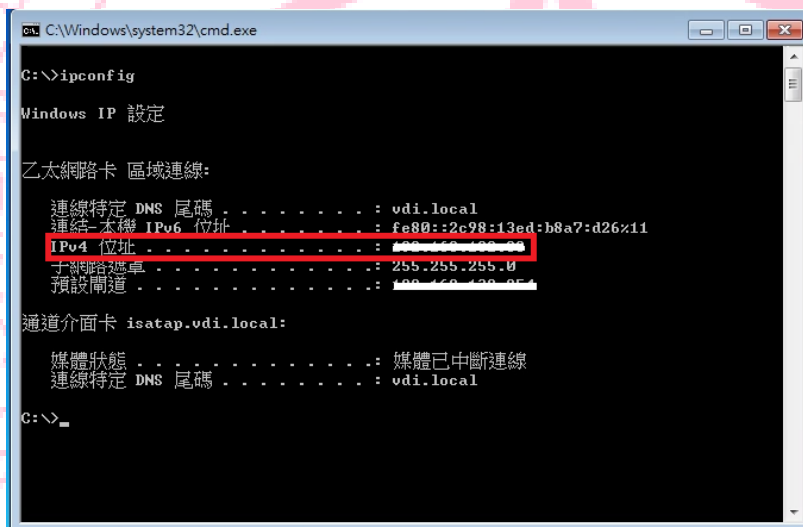 C:\Windows\system32\cmd.exe
C:\>ipconfig
Windows IP 設定
乙太網路卡 區域連線:
連線特定 DNS 尾碼 . . . . . . . . : vdi.local
連結-本機 IPv6 位址 . . . . . . . : fe80::2c98:13ed:b8a7:d26%11
IPv4 位址 . . . . . . . . . . . . :
子網路遮罩 . . . . . . . . . . . .: 255.255.255.0
預設閘道 . . . . . . . . . . . . .:
通道介面卡 isatap.vdi.local:
媒體狀態 . . . . . . . . . . . . .: 媒體已中斷連線
連線特定 DNS 尾碼 . . . . . . . . : vdi.local
C:\>_